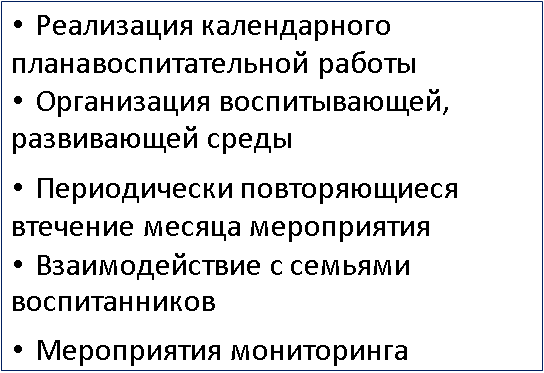 • Реализация календарного
планавоспитательной работы
• Организация воспитывающей,
развивающей среды
• Периодически повторяющиеся
втечение месяца мероприятия
• Взаимодействие с семьями
воспитанников
• Мероприятия мониторинга